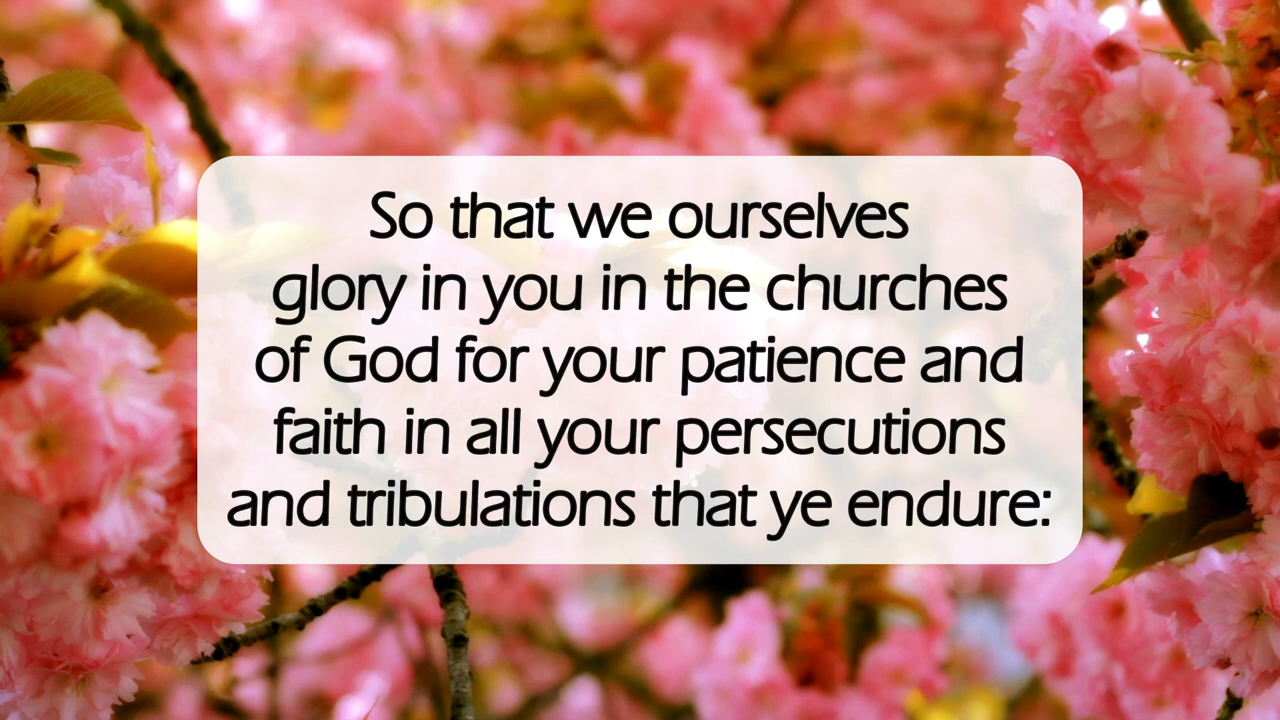 So that we ourselves
glory in you in the churches
of God for your patience and
faith in all your persecutions
and tribulations that ye endure: